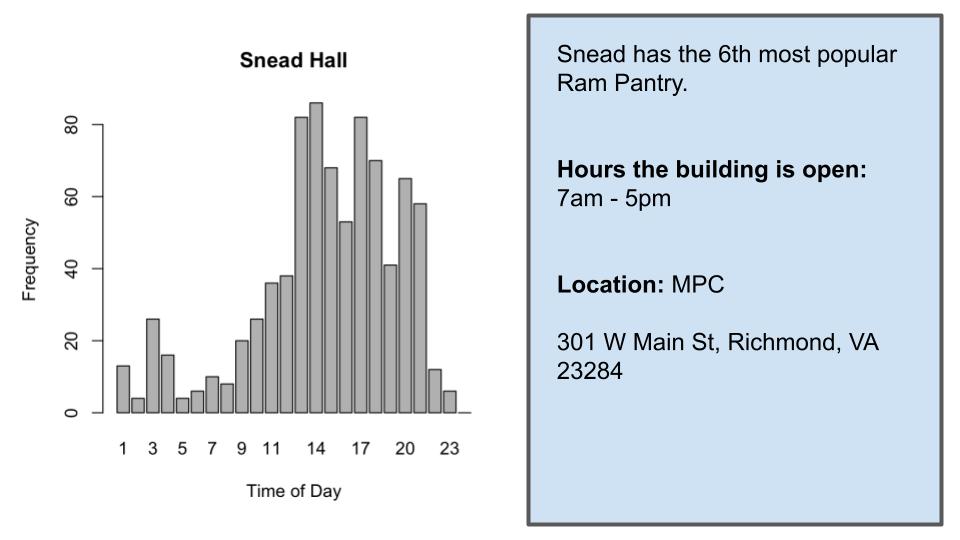 Snead Hall
80
60
40
20
0
Frequency
1 3 5 7 9 11 14 17 20 23
Time of Day
Snead has the 6th most popular
Ram Pantry.
Hours the building is open:
7am - 5pm
Location: MPC
301 W Main St, Richmond, VA
23284